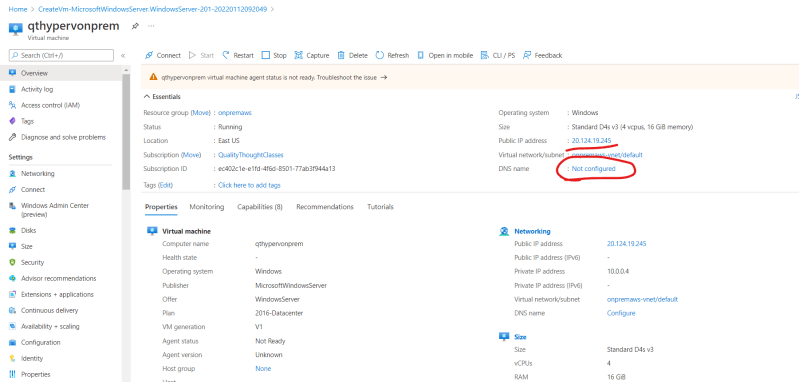 Home > CreateVm-MicrosoftWindowsServer.WindowsServer-201-20220112092049 >
qthypervonprem
Virtual machine
Search (Ctrl+/)
Connect Start Restart Stop Capture Delete Refresh Open in mobile CLI / PS Feedback
Overview
Activity log
Access control (IAM)
Tags
Diagnose and solve problems
Settings
Networking
Connect
Windows Admin Center (preview)
Disks
Size
Security
Advisor recommendations
Extensions + applications
Continuous delivery
Availability + scaling
Configuration
Identity
Properties
qthypervonprem virtual machine agent status is not ready. Troubleshoot the issue →
Essentials
Resource group (Move) : onpremaws
Status : Running
Location : East US
Subscription (Move) : QualityThoughtClasses
Subscription ID : ec402c1e-e1fd-4f6d-8501-77ab3f944a13
Tags (Edit) : Click here to add tags
Operating system : Windows
Size : Standard D4s v3 (4 vcpus, 16 GiB memory)
Public IP address : 20.124.19.245
Virtual network/subnet : onpremaws-vnet/default
DNS name : Not configured
Properties Monitoring Capabilities (8) Recommendations Tutorials
Virtual machine
Computer name qthypervonprem
Health state -
Operating system Windows
Publisher MicrosoftWindowsServer
Offer WindowsServer
Plan 2016-Datacenter
VM generation V1
Agent status Not Ready
Agent version Unknown
Host group None
Networking
Public IP address 20.124.19.245
Public IP address (IPv6) -
Private IP address 10.0.0.4
Private IP address (IPv6) -
Virtual network/subnet onpremaws-vnet/default
DNS name Configure
Size
Size Standard D4s v3
vCPUs 4
RAM 16 GiB